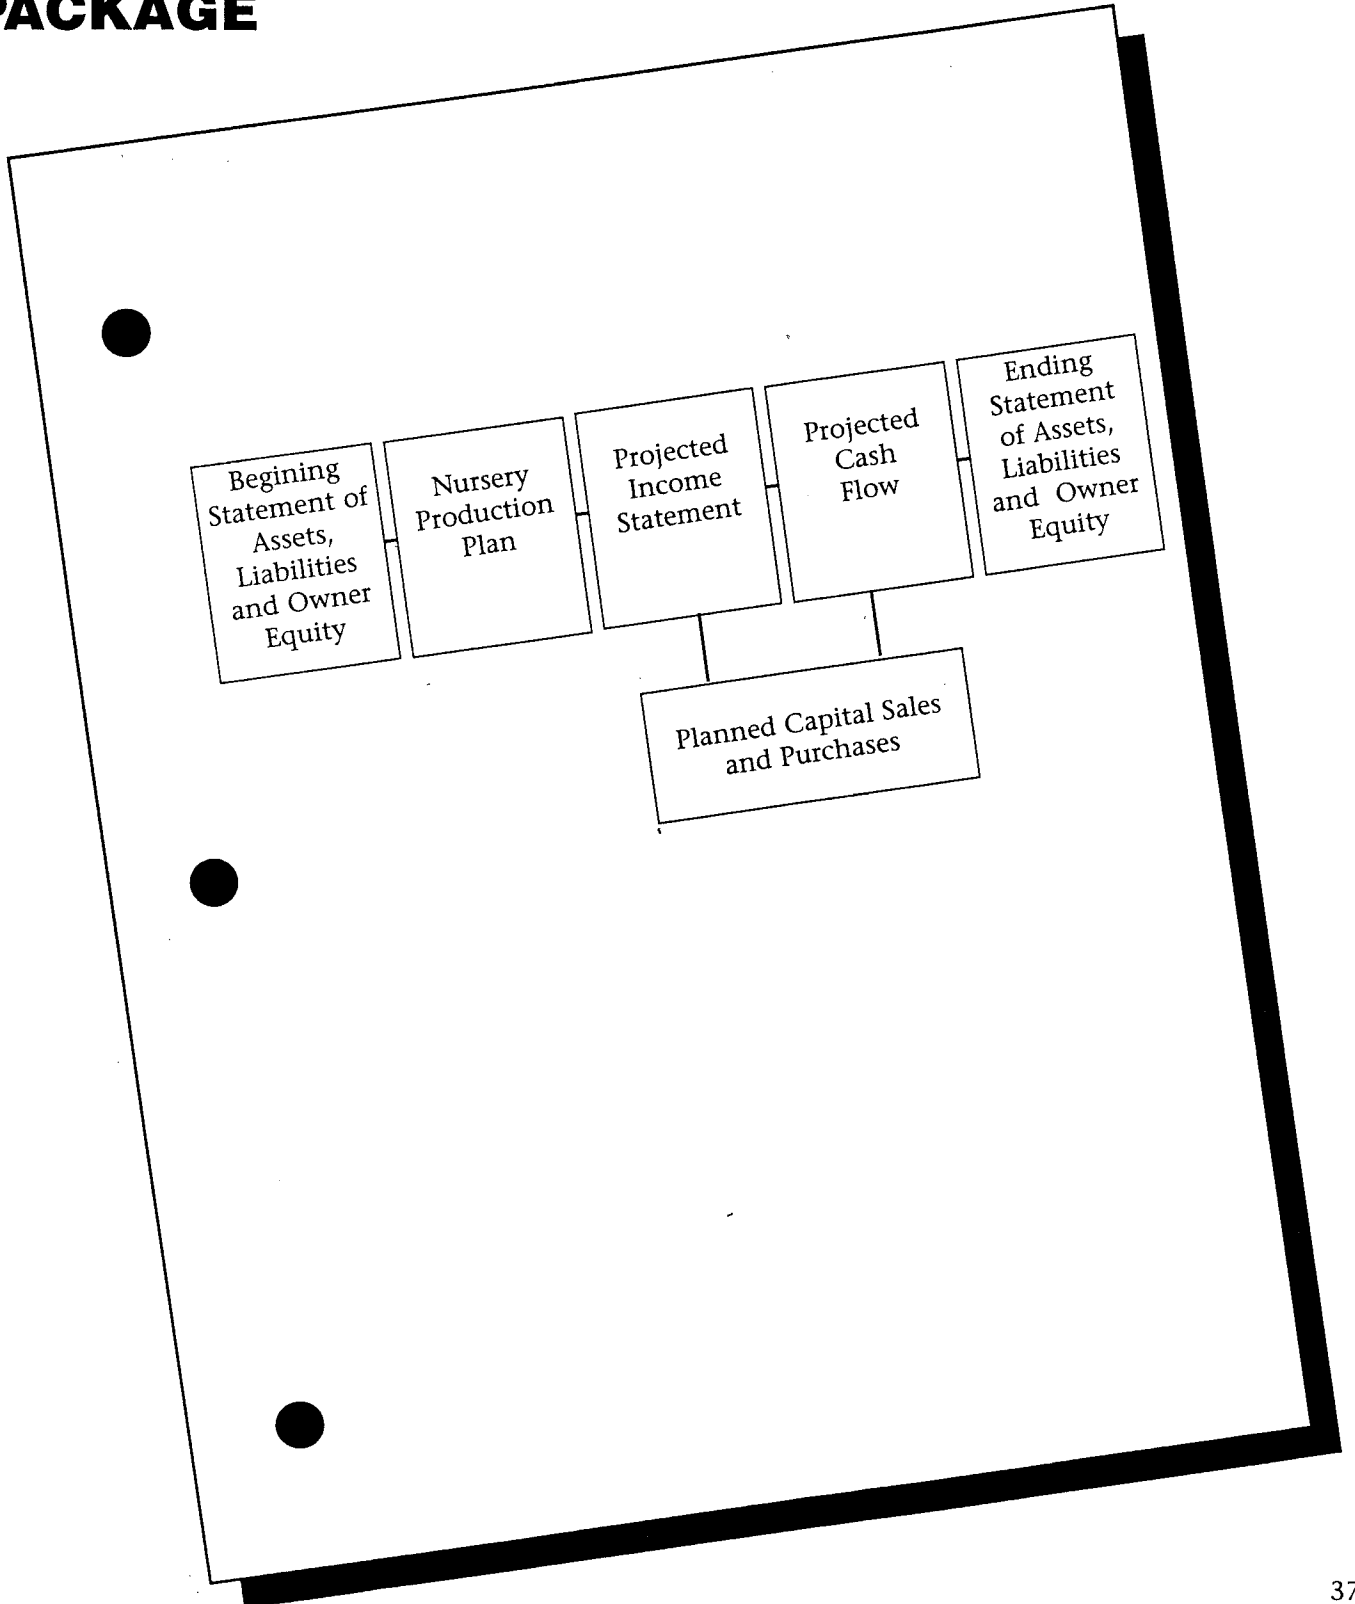 PACKAGE
Begining
Statement of
Assets,
Liabilities
and Owner
Equity
Nursery
Production
Plan
Projected
Income
Statement
Projected
Cash
Flow
Ending
Statement
of Assets,
Liabilities
and Owner
Equity
Planned Capital Sales
and Purchases
37